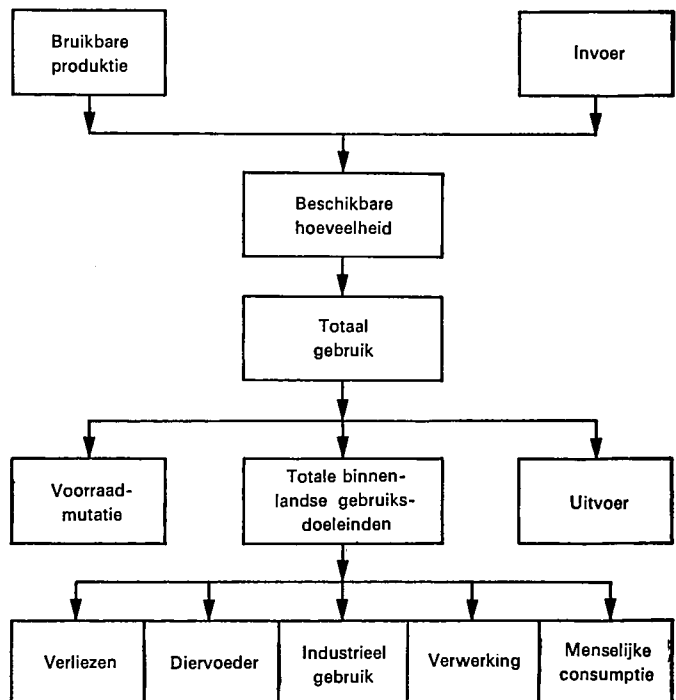 Bruikbare
produktie
Invoer
Beschikbare
hoeveelheid
Totaal
gebruik
Voorraad-
mutatie
Totale binnen-
landse gebruiks-
doeleinden
Uitvoer
Verliezen
Diervoeder
Industrieel
gebruik
Verwerking
Menselijke
consumptie